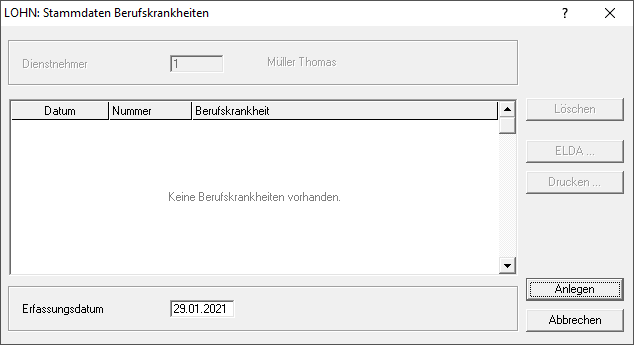 LOHN: Stammdaten Berufskrankheiten ?
Dienstnehmer 1 Müller Thomas
Datum Nummer Berufskrankheit
Löschen
ELDA ...
Drucken ...
Keine Berufskrankheiten vorhanden.
Anlegen
Erfassungsdatum 29.01.2021
Abbrechen